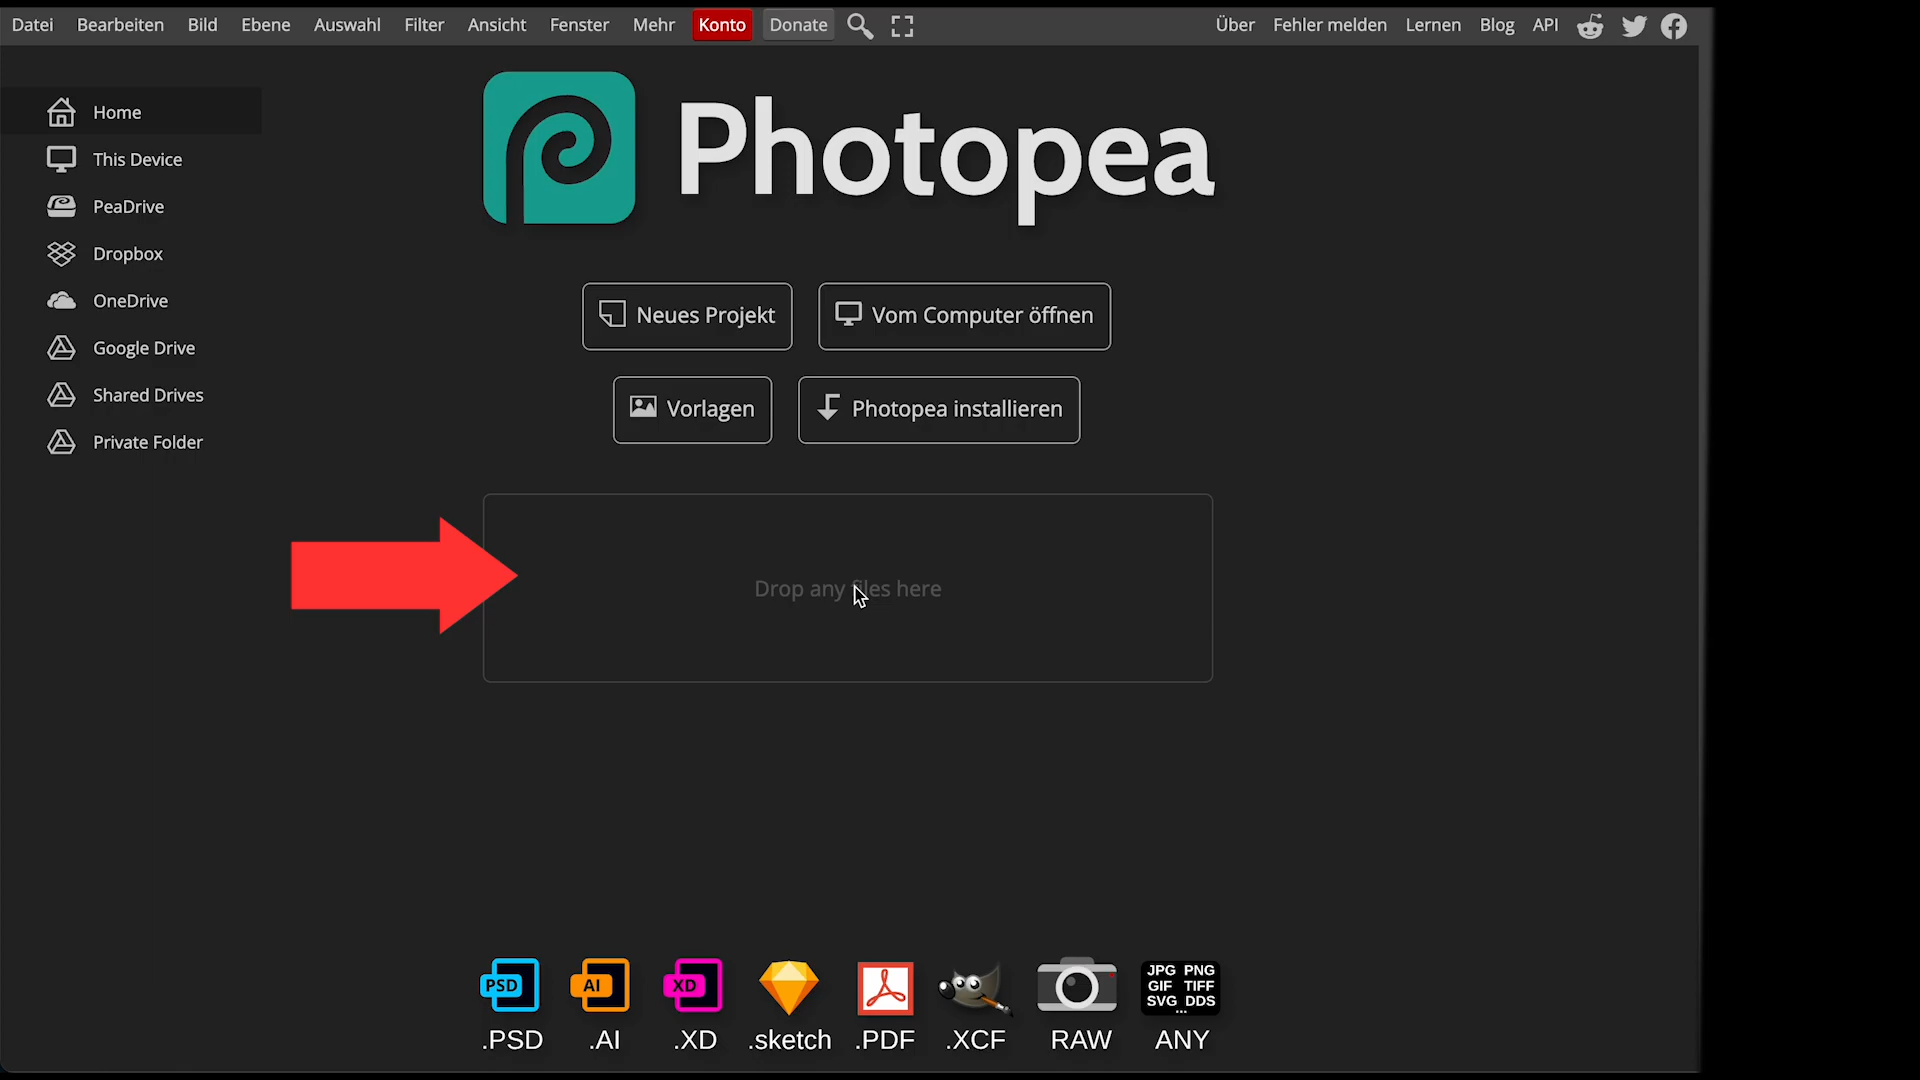 Datei Bearbeiten Bild Ebene Auswahl Filter Ansicht Fenster Mehr Konto Donate Über Fehler melden Lernen Blog API
Home
This Device
PeaDrive
Dropbox
OneDrive
Google Drive
Shared Drives
Private Folder
Photopea
Neues Projekt Vom Computer öffnen
Vorlagen Photopea installieren
Drop any files here
PSD AI XD JPG PNG
GIF TIFF
SVG DDS
...
.PSD .AI .XD .sketch .PDF .XCF RAW ANY